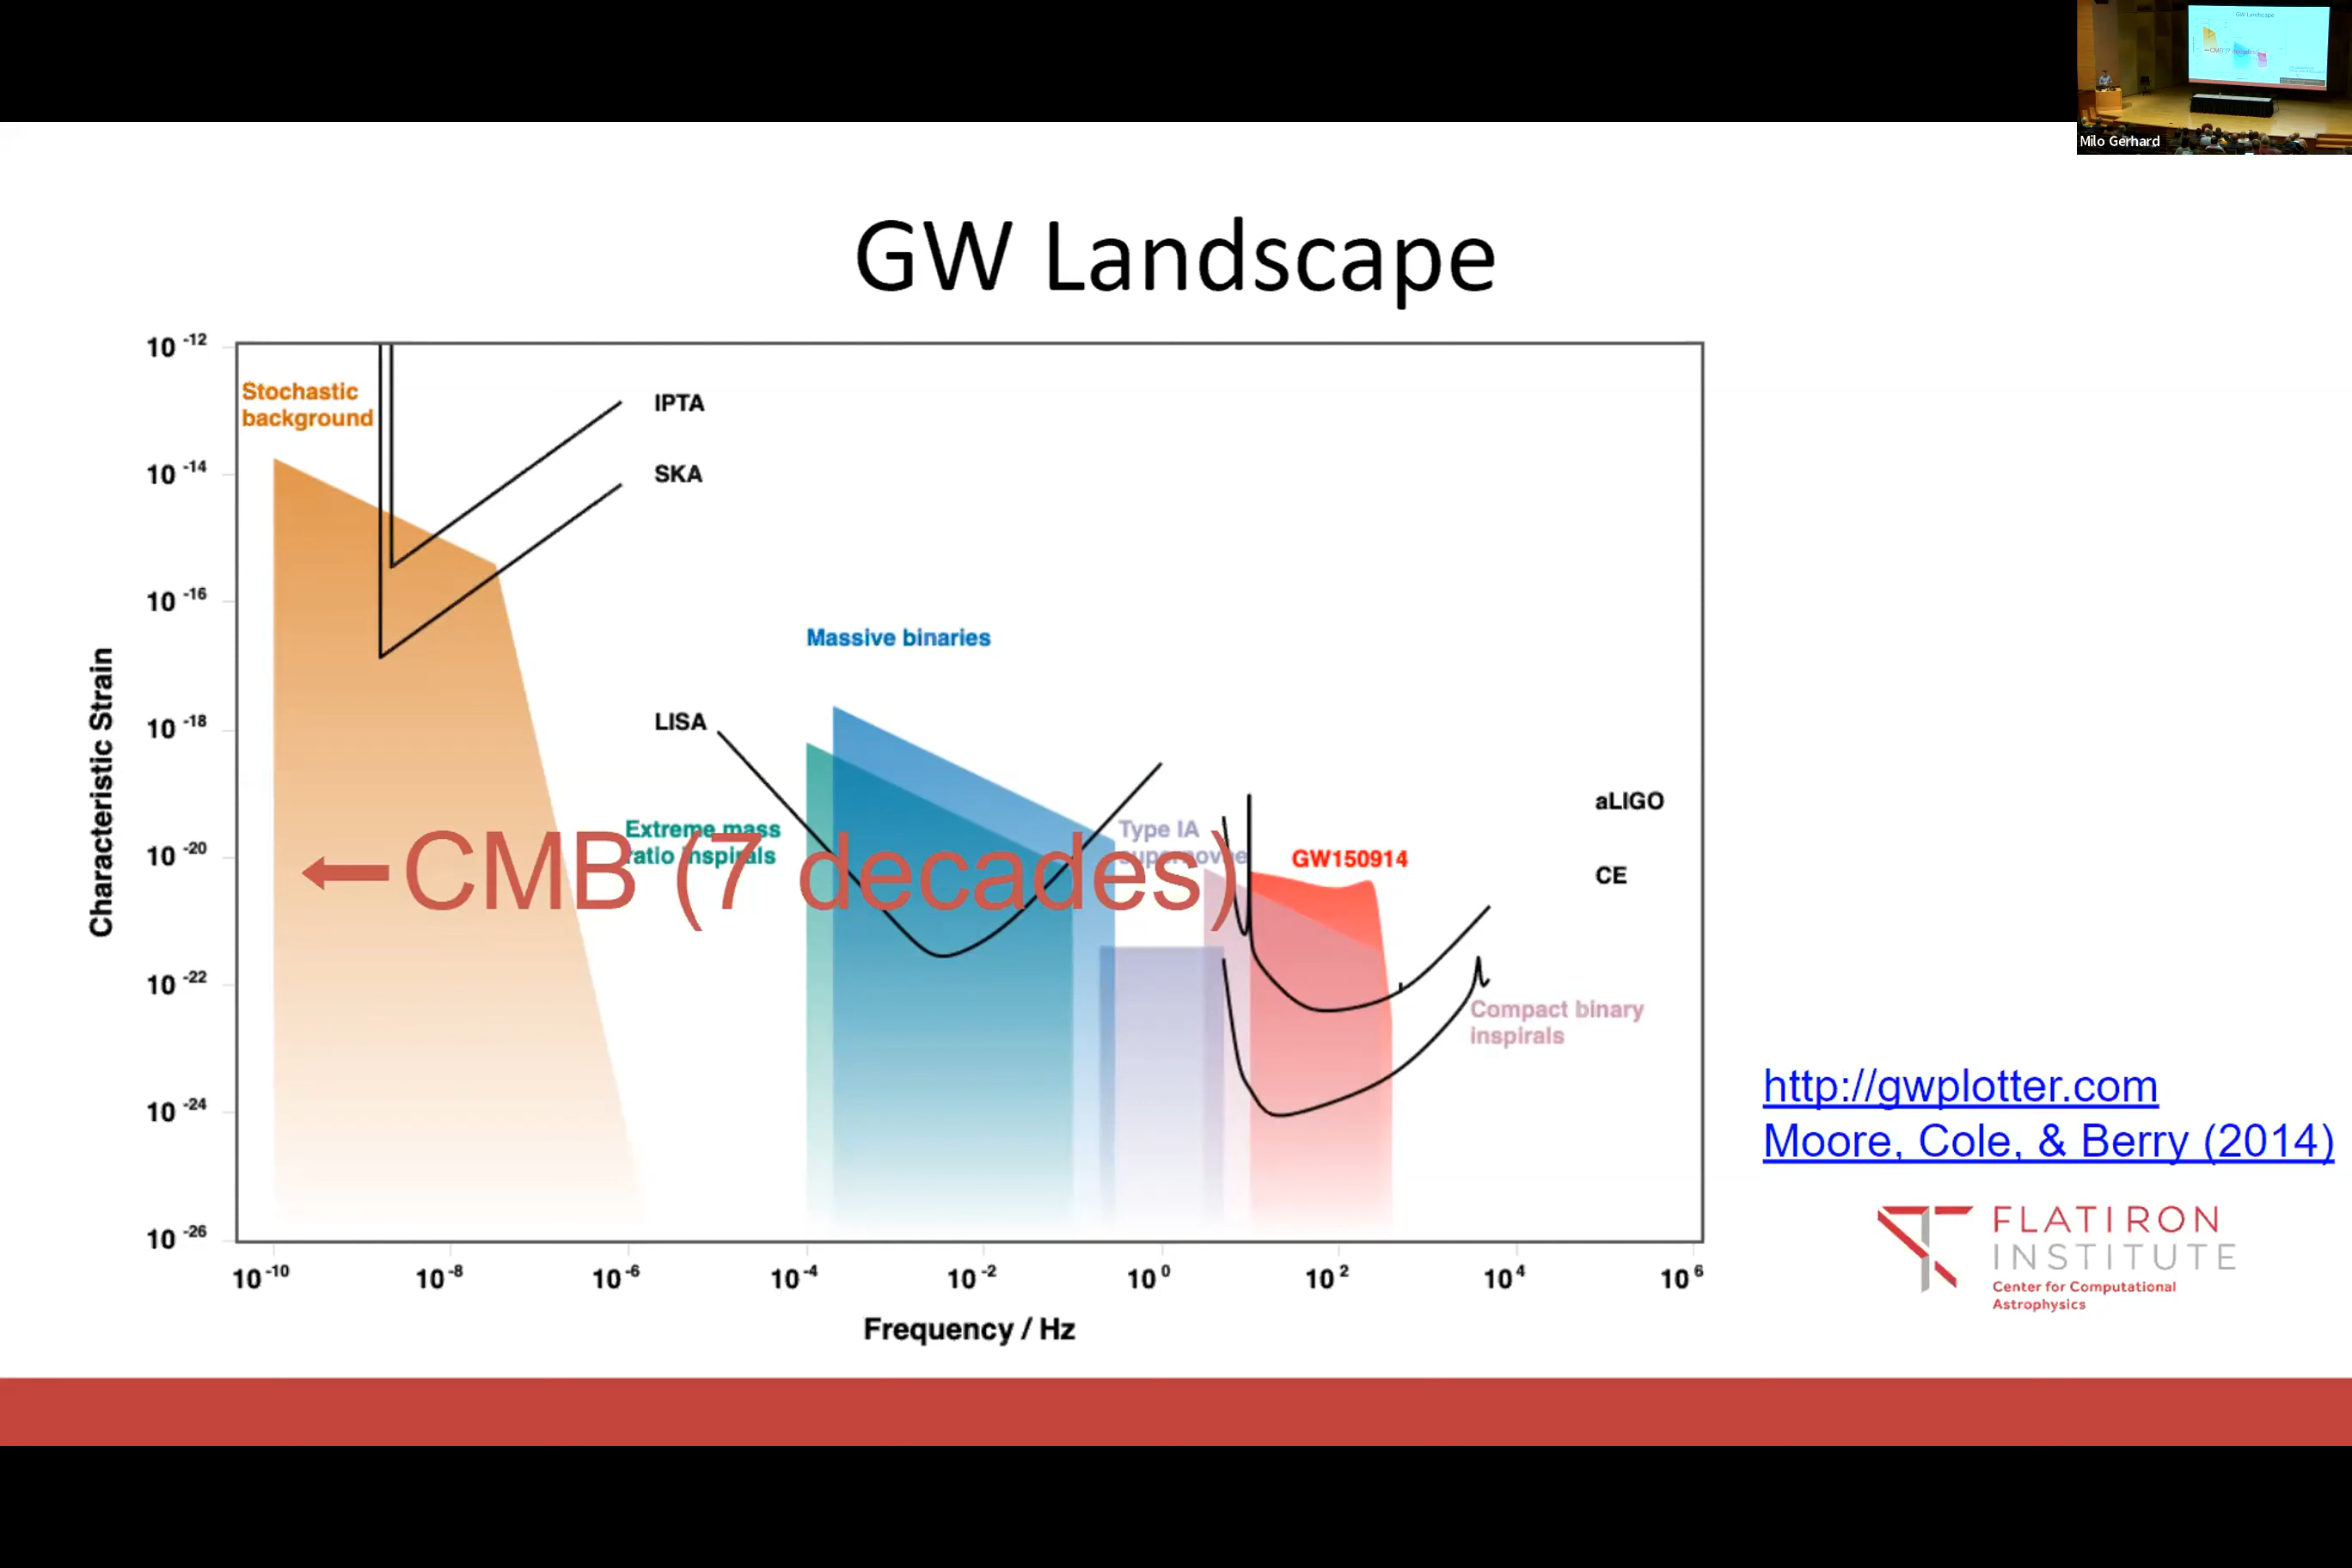 Milo Gerhard
GW Landscape
10 -12
10 -14
10 -16
10 -18
10 -20
10 -22
10 -24
10 -26
Characteristic Strain
Stochastic
background
IPTA
SKA
Massive binaries
LISA
Extreme mass
ratio inspirals
←CMB (7 decades)
Type IA
supernovae
GW150914
aLIGO
CE
Compact binary
inspirals
10 -10
10 -8
10 -6
10 -4
10 -2
10 0
10 2
10 4
10 6
Frequency / Hz
http://gwplotter.com
Moore, Cole, & Berry (2014)
FLATIRON
INSTITUTE
Center for Computational
Astrophysics